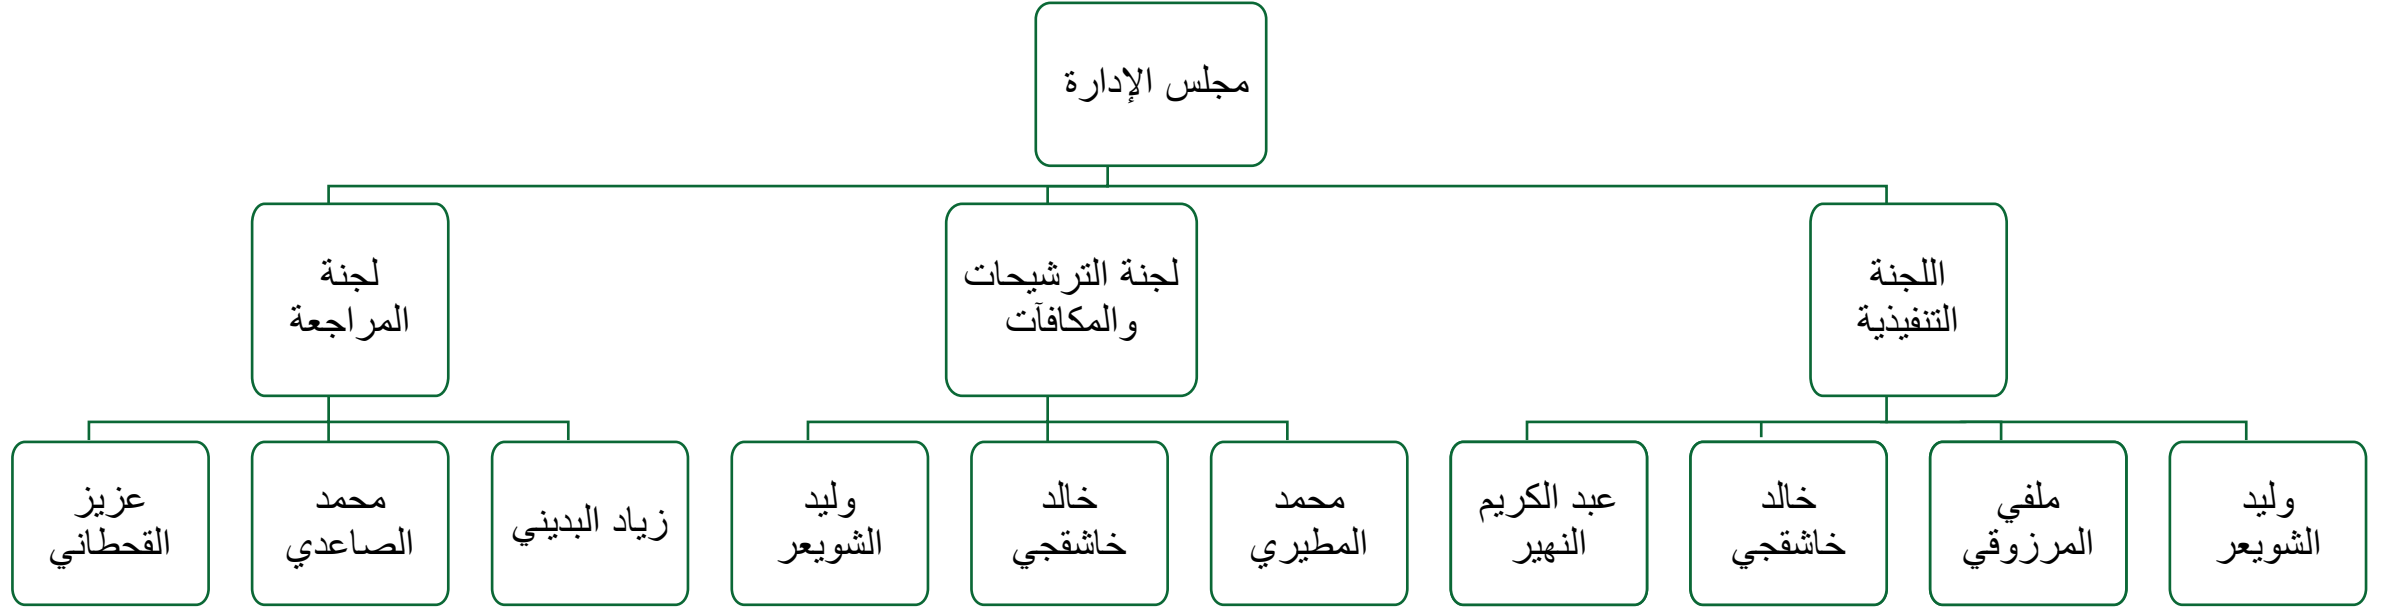 مجلس الإدارة
اللجنة
التنفيذية
لجنة الترشيحات
والمكافآت
لجنة
المراجعة
وليد
الشويعر
ملفي
المرزوقي
خالد
خاشقجي
عبد الكريم
النهير
محمد
المطيري
خالد
خاشقجي
وليد
الشويعر
زياد البديني
محمد
الصاعدي
عزيز
القحطاني